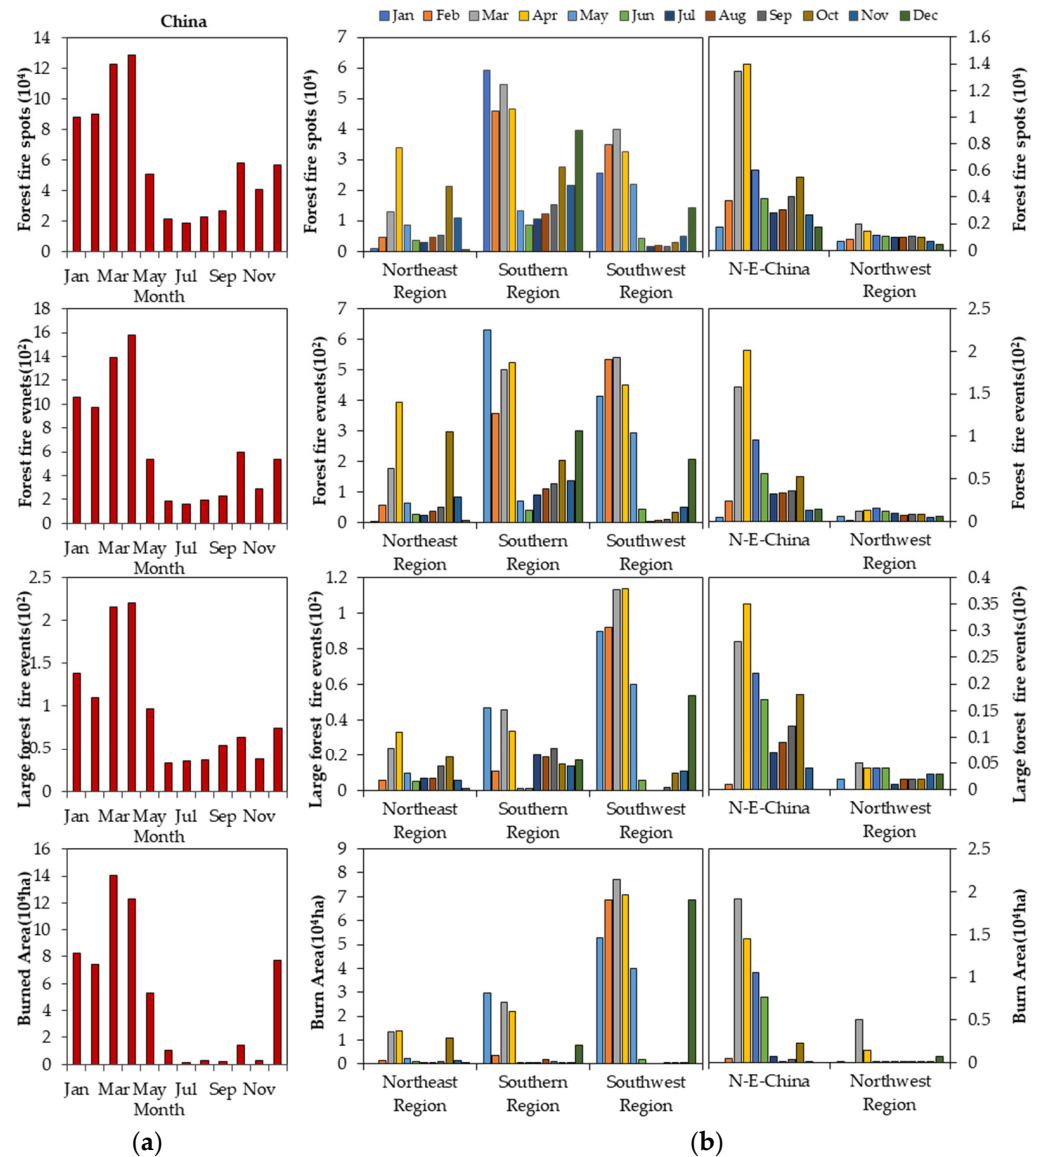 China
Jan Feb Mar Apr May Jun Jul Aug Sep Oct Nov Dec
Forest fire spots (10⁴)
14
12
10
8
6
4
2
0
Jan Mar May Jul Sep Nov
Month
Forest fire spots (10⁴)
7
6
5
4
3
2
1
0
Northeast Region
Southern Region
Southwest Region
N-E-China
Northwest Region
1.6
1.4
1.2
1
0.8
0.6
0.4
0.2
0
Forest fire spots (10⁴)
Forest fire evnets(10²)
18
16
14
12
10
8
6
4
2
0
Jan Mar May Jul Sep Nov
Month
Forest fire evnets(10²)
7
6
5
4
3
2
1
0
Northeast Region
Southern Region
Southwest Region
N-E-China
Northwest Region
2.5
2
1.5
1
0.5
0
Forest fire events(10²)
Large forest fire events(10²)
2.5
2
1.5
1
0.5
0
Jan Mar May Jul Sep Nov
Month
Large forest fire events(10²)
1.2
1
0.8
0.6
0.4
0.2
0
Northeast Region
Southern Region
Southwest Region
N-E-China
Northwest Region
0.4
0.35
0.3
0.25
0.2
0.15
0.1
0.05
0
Large forest fire events(10²)
Burned Area(10⁴ha)
16
14
12
10
8
6
4
2
0
Jan Mar May Jul Sep Nov
Month
Burn Area(10⁴ha)
9
8
7
6
5
4
3
2
1
0
Northeast Region
Southern Region
Southwest Region
N-E-China
Northwest Region
2.5
2
1.5
1
0.5
0
Burn Area(10⁴ha)
(a)
(b)